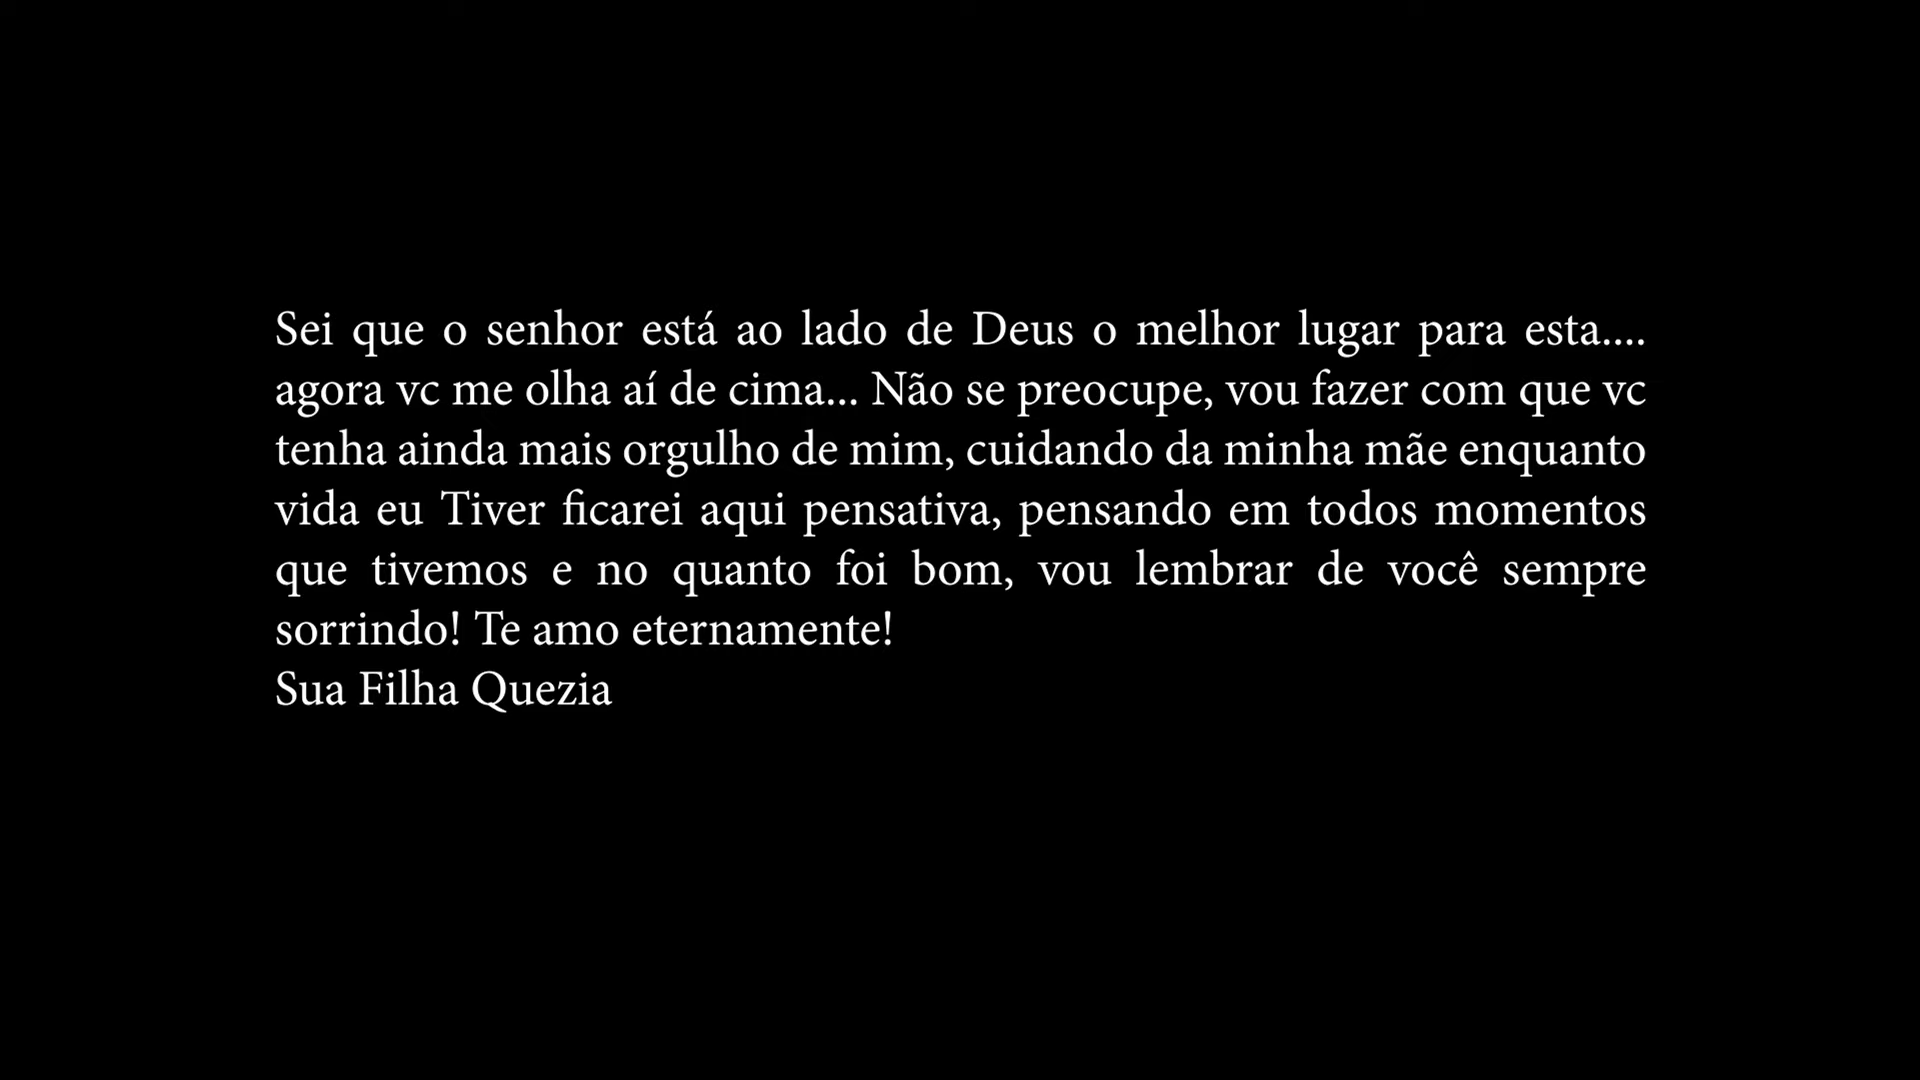 Sei que o senhor está ao lado de Deus o melhor lugar para esta....
agora vc me olha aí de cima... Não se preocupe, vou fazer com que vc
tenha ainda mais orgulho de mim, cuidando da minha mãe enquanto
vida eu Tiver ficarei aqui pensativa, pensando em todos momentos
que tivemos e no quanto foi bom, vou lembrar de você sempre
sorrindo! Te amo eternamente!
Sua Filha Quezia